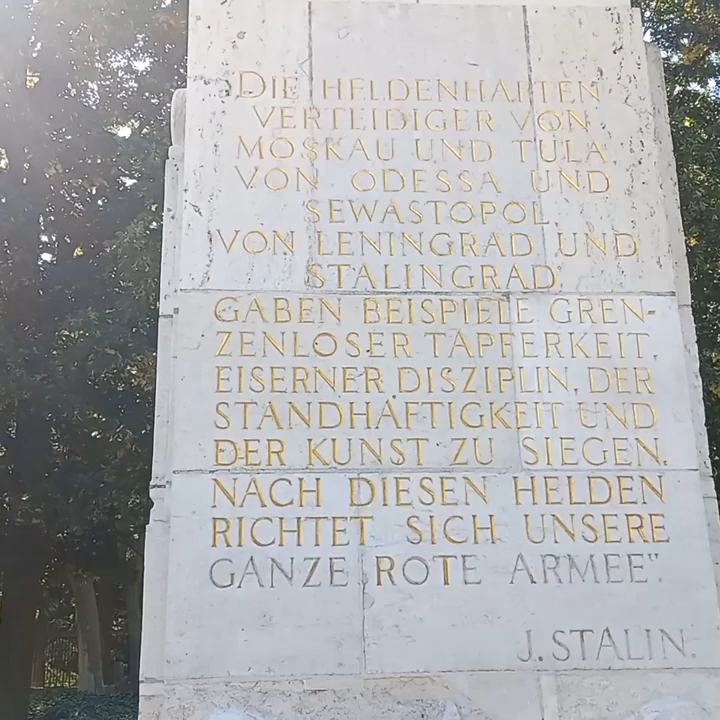 DIE HELDENHAFTEN
VERTEIDIGER VON
MOSKAU UND TULA
VON ODESSA UND
SEWASTOPOL
VON LENINGRAD UND
STALINGRAD
GABEN BEISPIELE GREN-
ZENLOSER TAPFERKEIT,
EISERNER DISZIPLIN, DER
STANDHAFTIGKEIT UND
DER KUNST ZU SIEGEN.
NACH DIESEN HELDEN
RICHTET SICH UNSERE
GANZE ROTE ARMEE".
J. STALIN.